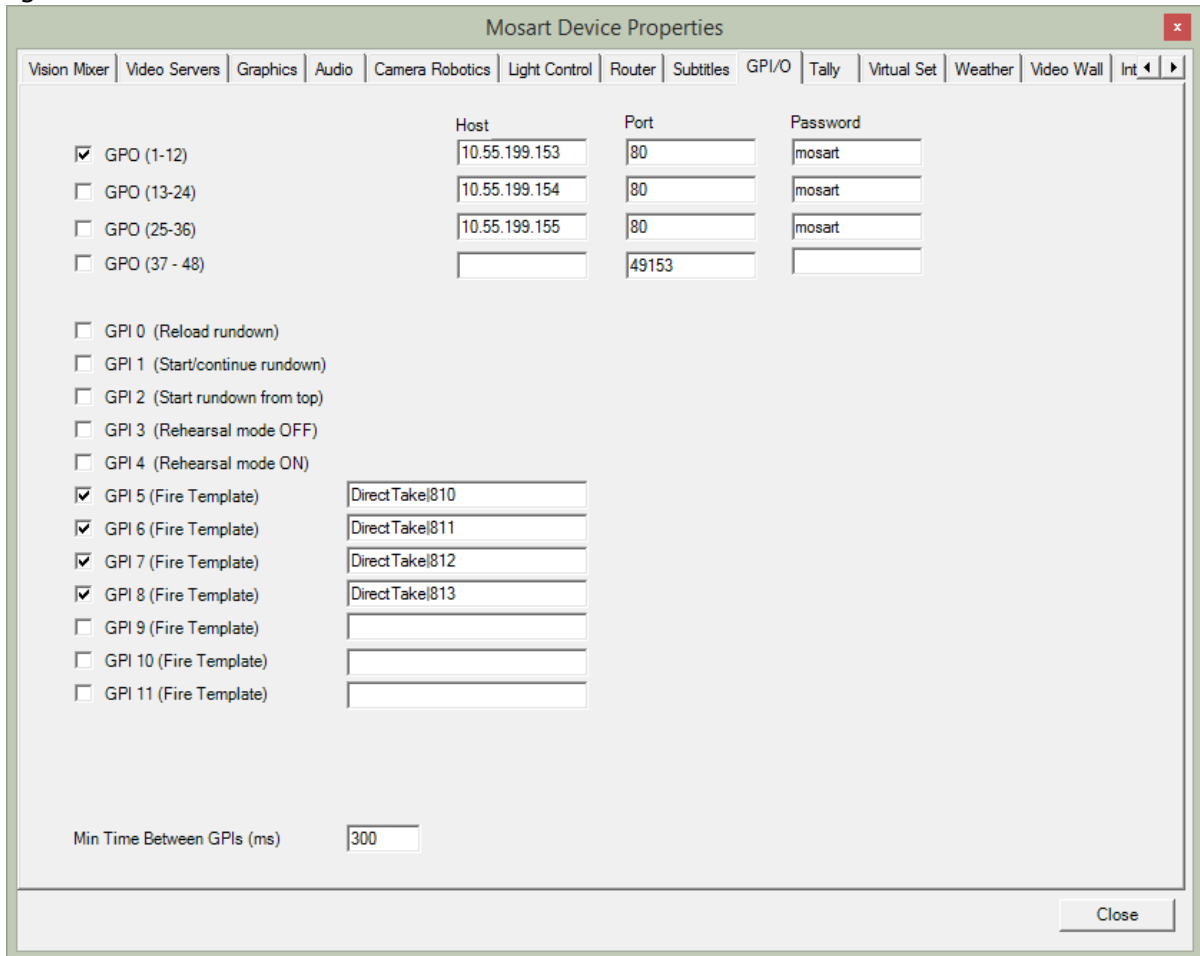 Mosart Device Properties
x
Vision Mixer Video Servers Graphics Audio Camera Robotics Light Control Router Subtitles GPI/O Tally Virtual Set Weather Video Wall Int
Host Port Password
GPO (1-12) 10.55.199.153 80 mosart
GPO (13-24) 10.55.199.154 80 mosart
GPO (25-36) 10.55.199.155 80 mosart
GPO (37 - 48) 49153
GPI 0 (Reload rundown)
GPI 1 (Start/continue rundown)
GPI 2 (Start rundown from top)
GPI 3 (Rehearsal mode OFF)
GPI 4 (Rehearsal mode ON)
GPI 5 (Fire Template) DirectTake|810
GPI 6 (Fire Template) DirectTake|811
GPI 7 (Fire Template) DirectTake|812
GPI 8 (Fire Template) DirectTake|813
GPI 9 (Fire Template)
GPI 10 (Fire Template)
GPI 11 (Fire Template)
Min Time Between GPIs (ms) 300
Close